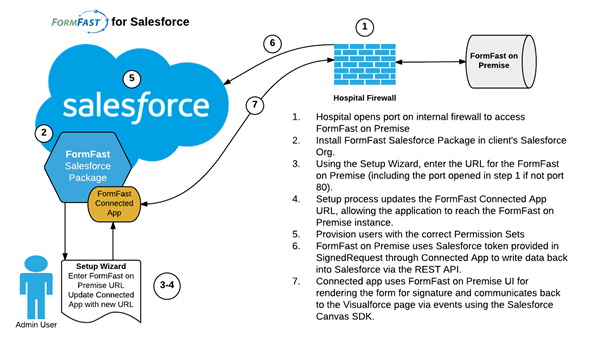 FORMFAST for Salesforce
6
1
FormFast on
Premise
5
salesforce
Hospital Firewall
7
2
FormFast
Salesforce
Package
FormFast
Connected
App
Setup Wizard
Enter FormFast on
Premise URL
Update Connected
App with new URL
3-4
Admin User
1. Hospital opens port on internal firewall to access
FormFast on Premise
2. Install FormFast Salesforce Package in client's Salesforce
Org.
3. Using the Setup Wizard, enter the URL for the FormFast
on Premise (including the port opened in step 1 if not port
80).
4. Setup process updates the FormFast Connected App
URL, allowing the application to reach the FormFast on
Premise instance.
5. Provision users with the correct Permission Sets
6. FormFast on Premise uses Salesforce token provided in
SignedRequest through Connected App to write data back
into Salesforce via the REST API.
7. Connected app uses FormFast on Premise UI for
rendering the form for signature and communicates back
to the Visualforce page via events using the Salesforce
Canvas SDK.